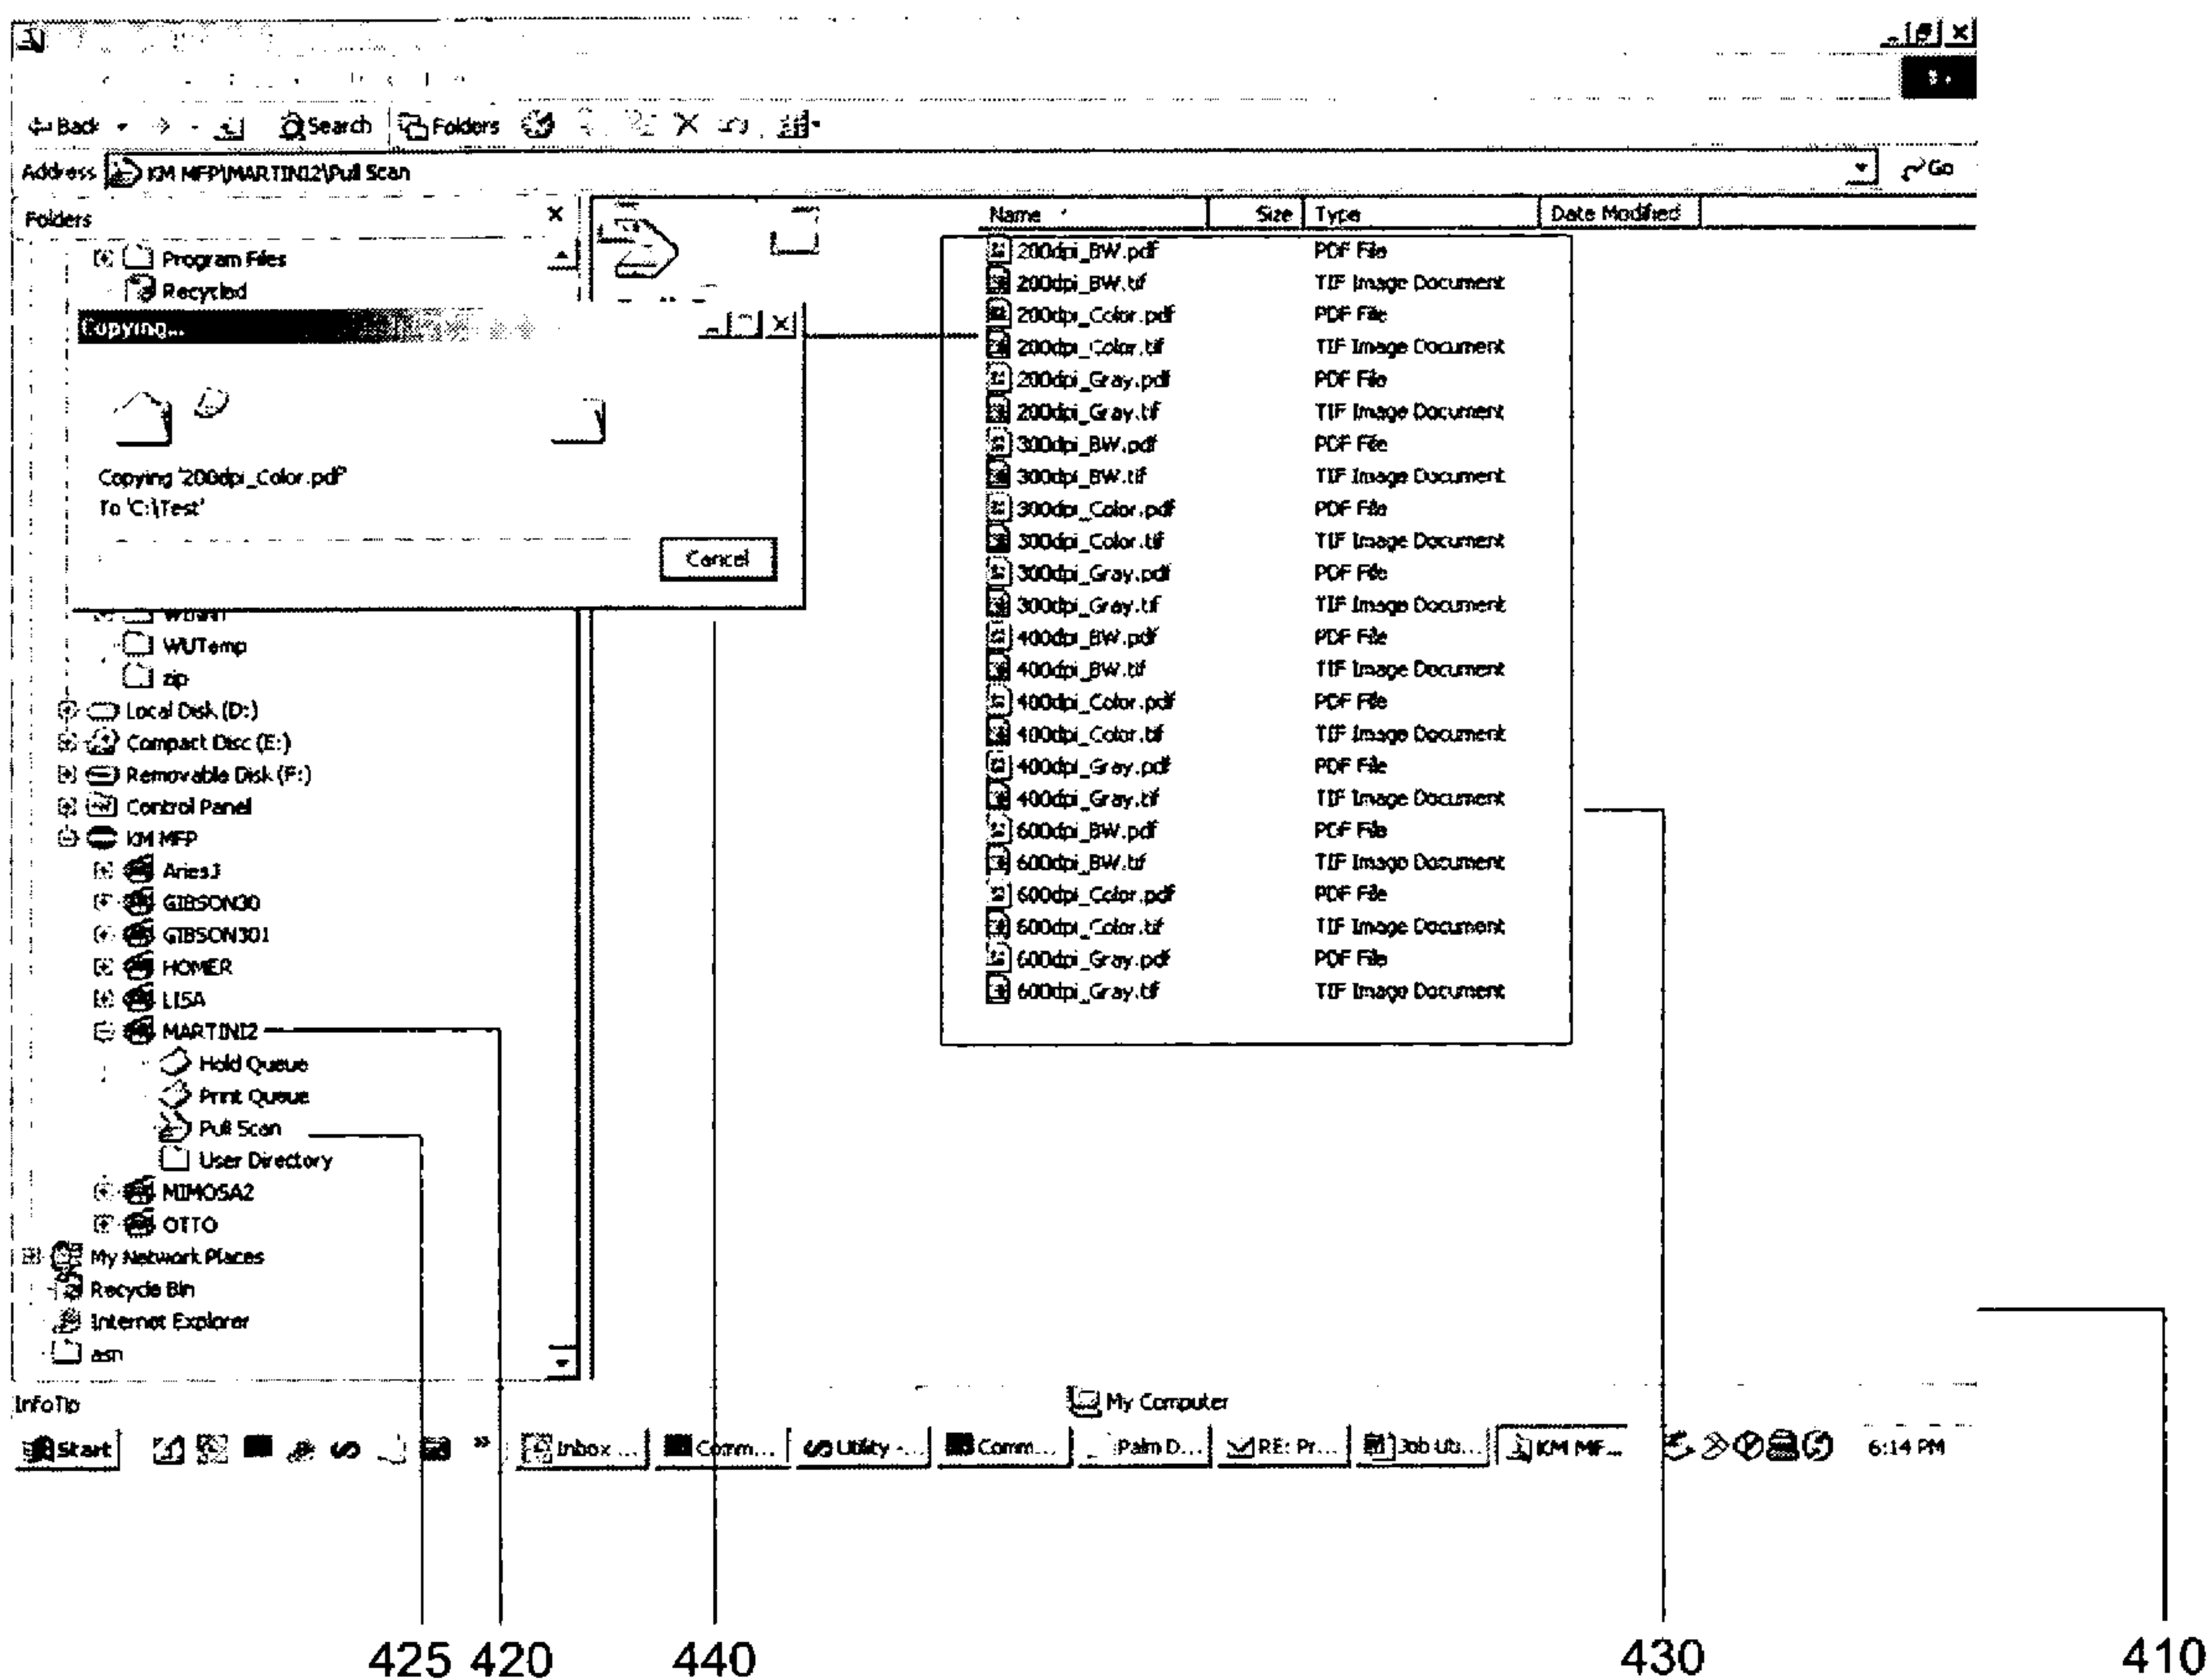 Back Search Folders
Address KM MFP\MARTINI2\Pull Scan Go
Folders
Program Files
Recycled
Copying...
Copying '200dpi_Color.pdf'
To 'C:\Test'
Cancel
WUTemp
zip
Local Disk (D:)
Compact Disc (E:)
Removable Disk (F:)
Control Panel
KM MFP
Aries3
GIBSON30
GIBSON301
HOMER
LISA
MARTINI2
Hold Queue
Print Queue
Pull Scan
User Directory
MIMOSA2
OTTO
My Network Places
Recycle Bin
Internet Explorer
asn
Name Size Type Date Modified
200dpi_BW.pdf PDF File
200dpi_BW.tif TIF Image Document
200dpi_Color.pdf PDF File
200dpi_Color.tif TIF Image Document
200dpi_Gray.pdf PDF File
200dpi_Gray.tif TIF Image Document
300dpi_BW.pdf PDF File
300dpi_BW.tif TIF Image Document
300dpi_Color.pdf PDF File
300dpi_Color.tif TIF Image Document
300dpi_Gray.pdf PDF File
300dpi_Gray.tif TIF Image Document
400dpi_BW.pdf PDF File
400dpi_BW.tif TIF Image Document
400dpi_Color.pdf PDF File
400dpi_Color.tif TIF Image Document
400dpi_Gray.pdf PDF File
400dpi_Gray.tif TIF Image Document
600dpi_BW.pdf PDF File
600dpi_BW.tif TIF Image Document
600dpi_Color.pdf PDF File
600dpi_Color.tif TIF Image Document
600dpi_Gray.pdf PDF File
600dpi_Gray.tif TIF Image Document
InfoTip My Computer
Start » Inbox ... Comm... Utility -... Comm... Palm D... RE: Pr... Job Uti... KM MF... 6:14 PM
425 420 440 430 410